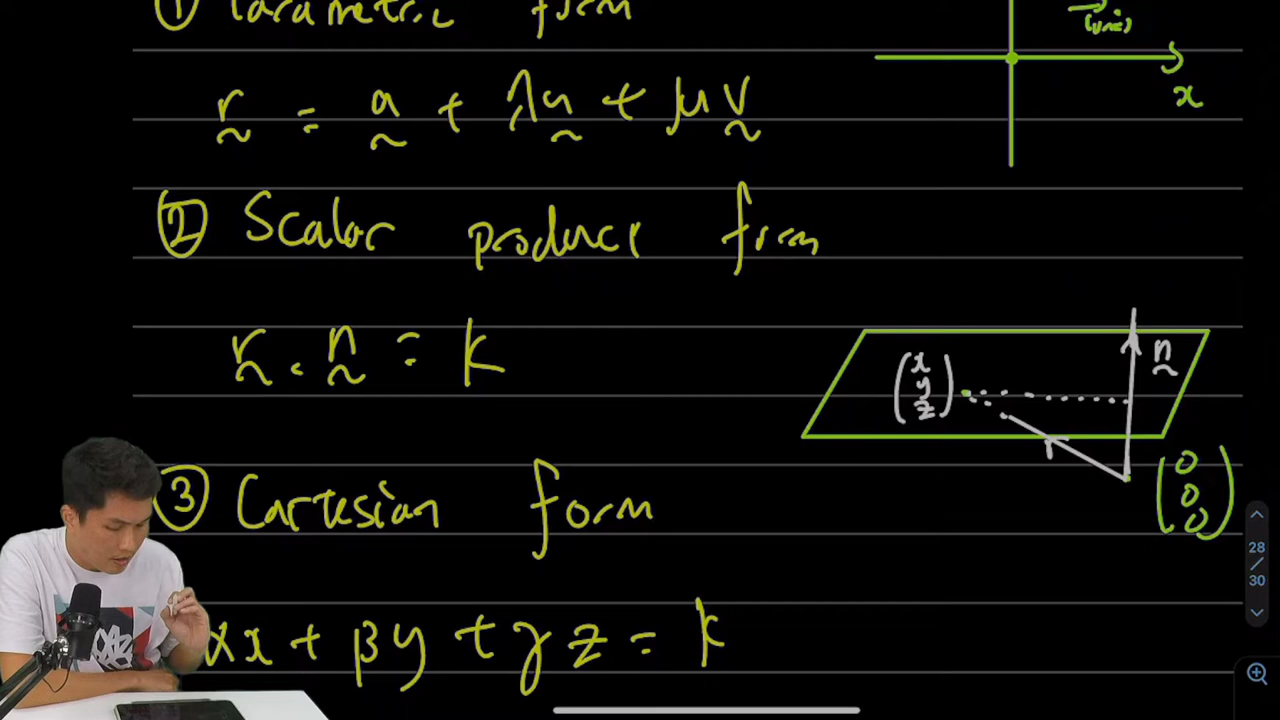 ① Parametric form
r = a + λu + μv
x
② Scalar product form
r . n = k
n
x
y
z
r
0
0
0
③ Cartesian form
αx + βy + γz = k
28
/
30